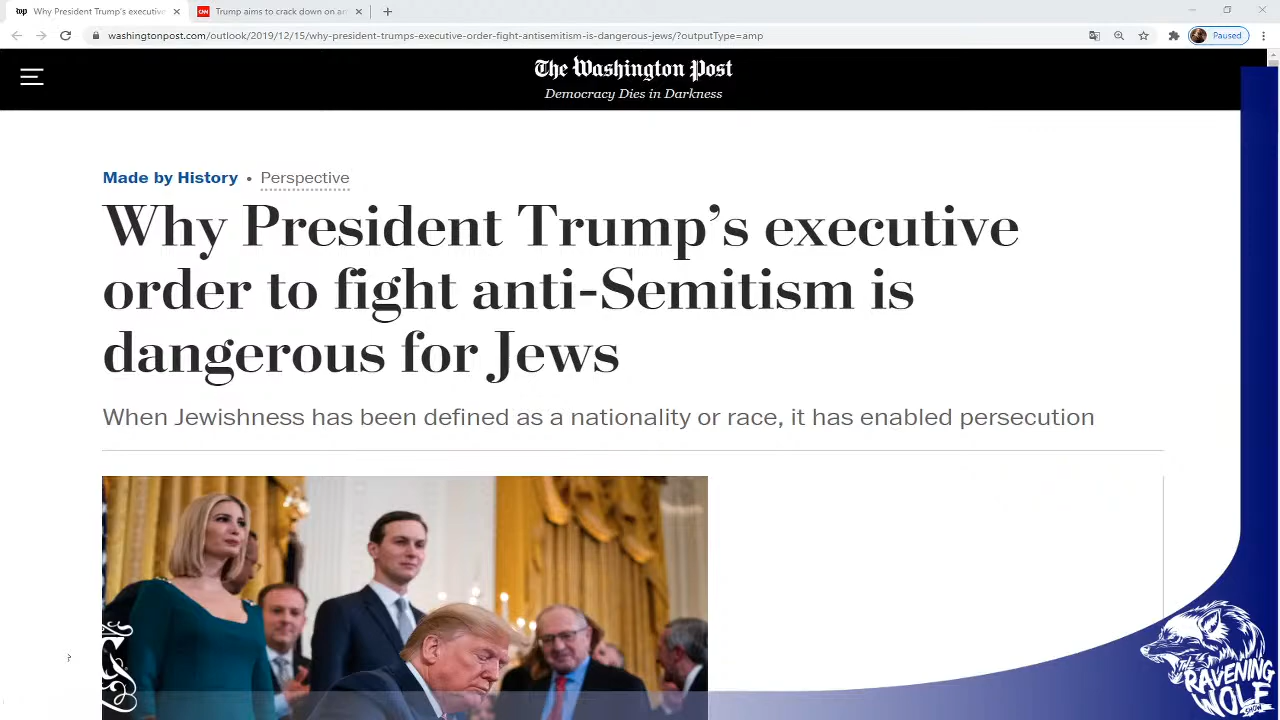 Why President Trump's executive
Trump aims to crack down on an
washingtonpost.com/outlook/2019/12/15/why-president-trumps-executive-order-fight-antisemitism-is-dangerous-jews/?outputType=amp
Paused
The Washington Post
Democracy Dies in Darkness
Made by History • Perspective
Why President Trump’s executive
order to fight anti-Semitism is
dangerous for Jews
When Jewishness has been defined as a nationality or race, it has enabled persecution
THE
RAVENING
WOLF